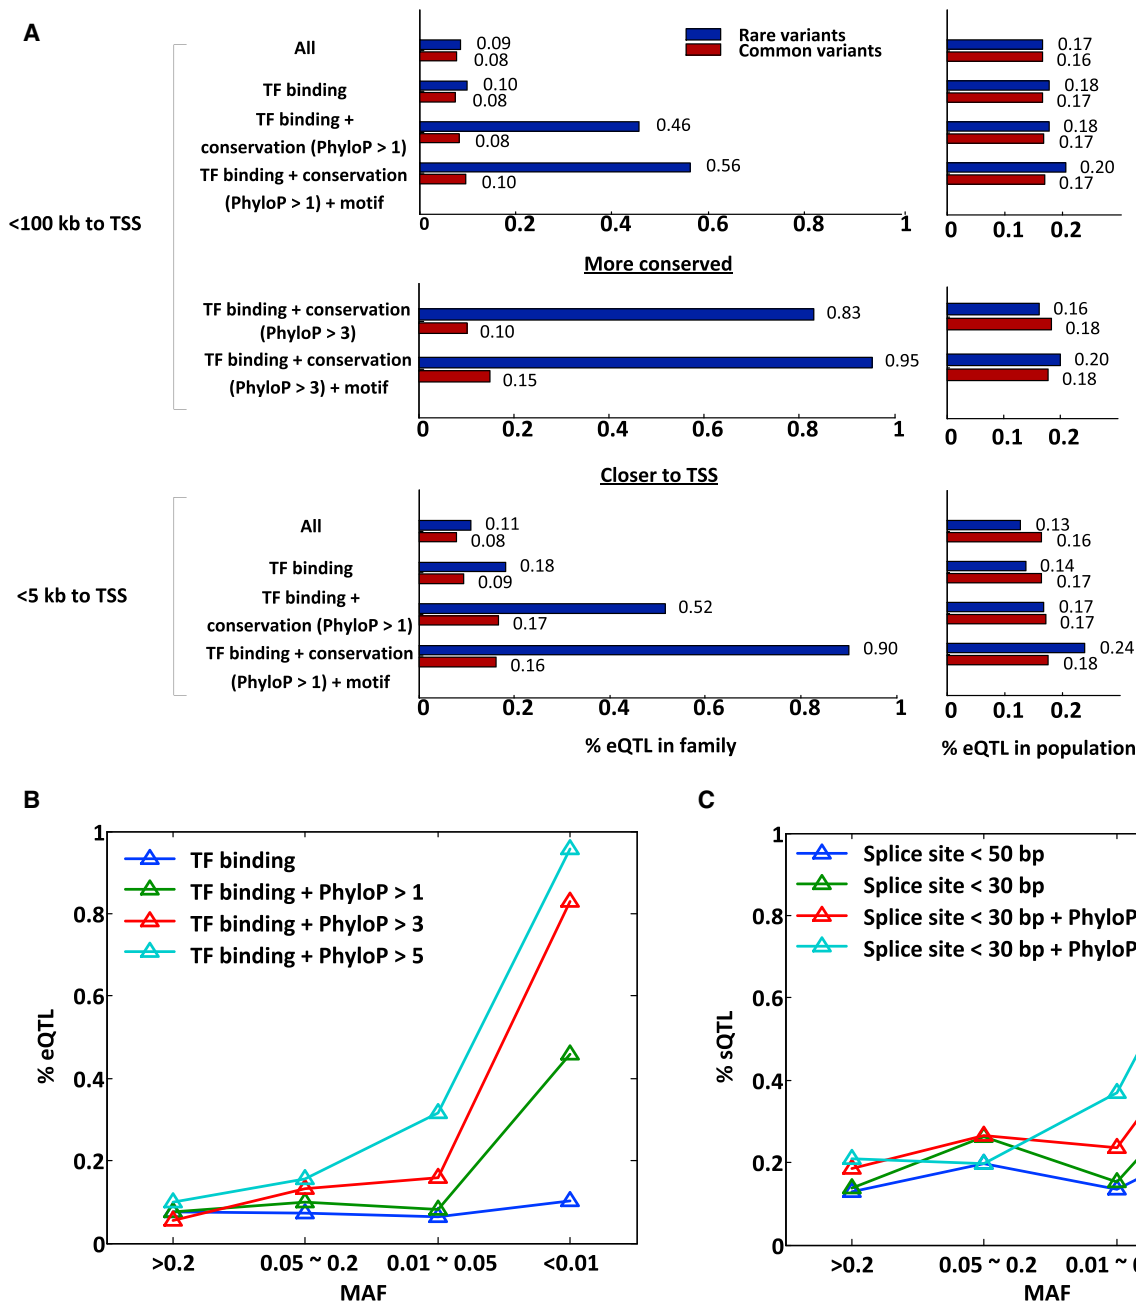 A
Rare variants
Common variants
<100 kb to TSS
All
0.09
0.08
0.17
0.16
TF binding
0.10
0.08
0.18
0.17
TF binding +
conservation (PhyloP > 1)
0.46
0.08
0.18
0.17
TF binding + conservation
(PhyloP > 1) + motif
0.56
0.10
0.20
0.17
0 0.2 0.4 0.6 0.8 1
0 0.1 0.2
More conserved
TF binding + conservation
(PhyloP > 3)
0.83
0.10
0.16
0.18
TF binding + conservation
(PhyloP > 3) + motif
0.95
0.15
0.20
0.18
0 0.2 0.4 0.6 0.8 1
0 0.1 0.2
Closer to TSS
<5 kb to TSS
All
0.11
0.08
0.13
0.16
TF binding
0.18
0.09
0.14
0.17
TF binding +
conservation (PhyloP > 1)
0.52
0.17
0.17
0.17
TF binding + conservation
(PhyloP > 1) + motif
0.90
0.16
0.24
0.18
0 0.2 0.4 0.6 0.8 1
0 0.1 0.2
% eQTL in family
% eQTL in population
B
TF binding
TF binding + PhyloP > 1
TF binding + PhyloP > 3
TF binding + PhyloP > 5
1
0.8
0.6
0.4
0.2
0
% eQTL
>0.2 0.05 ~ 0.2 0.01 ~ 0.05 <0.01
MAF
C
Splice site < 50 bp
Splice site < 30 bp
Splice site < 30 bp + PhyloP
Splice site < 30 bp + PhyloP
1
0.8
0.6
0.4
0.2
0
% sQTL
>0.2 0.05 ~ 0.2 0.01 ~ 0
MAF